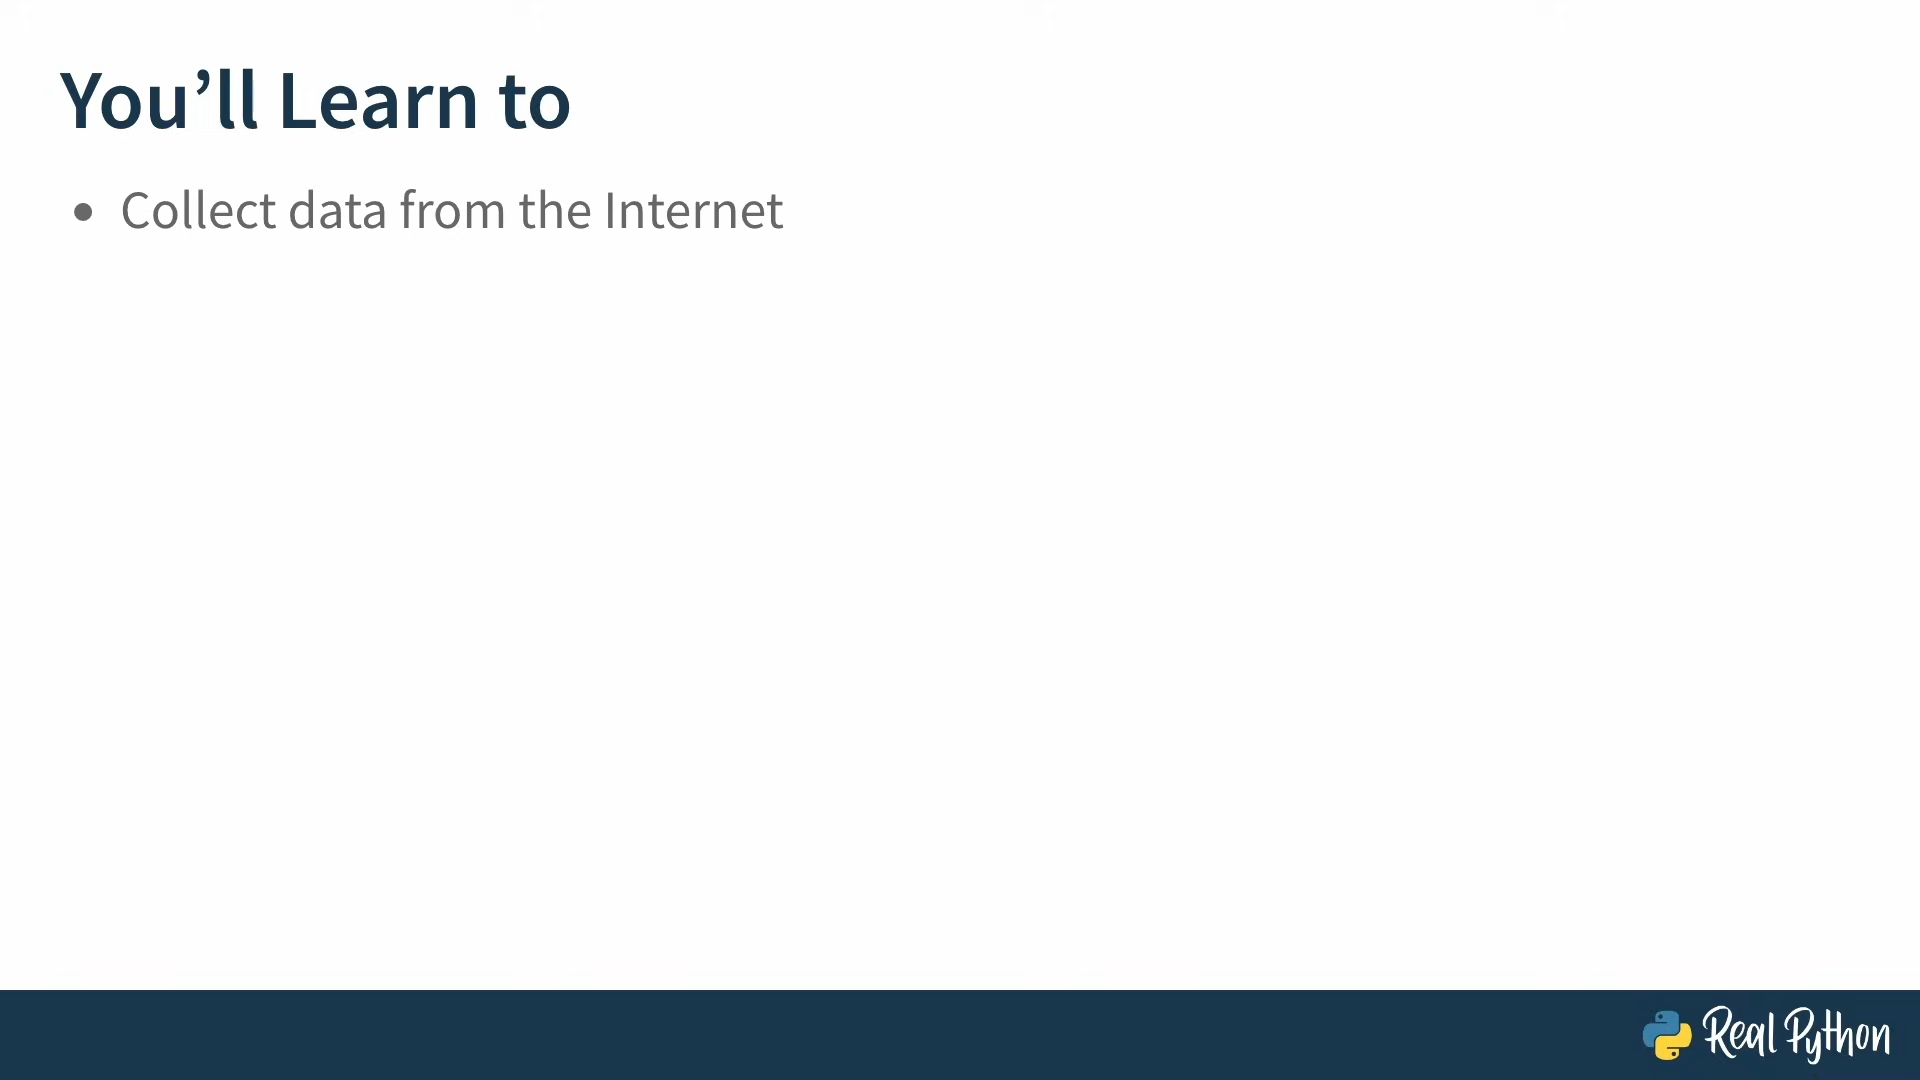 You’ll Learn to
• Collect data from the Internet
Real Python